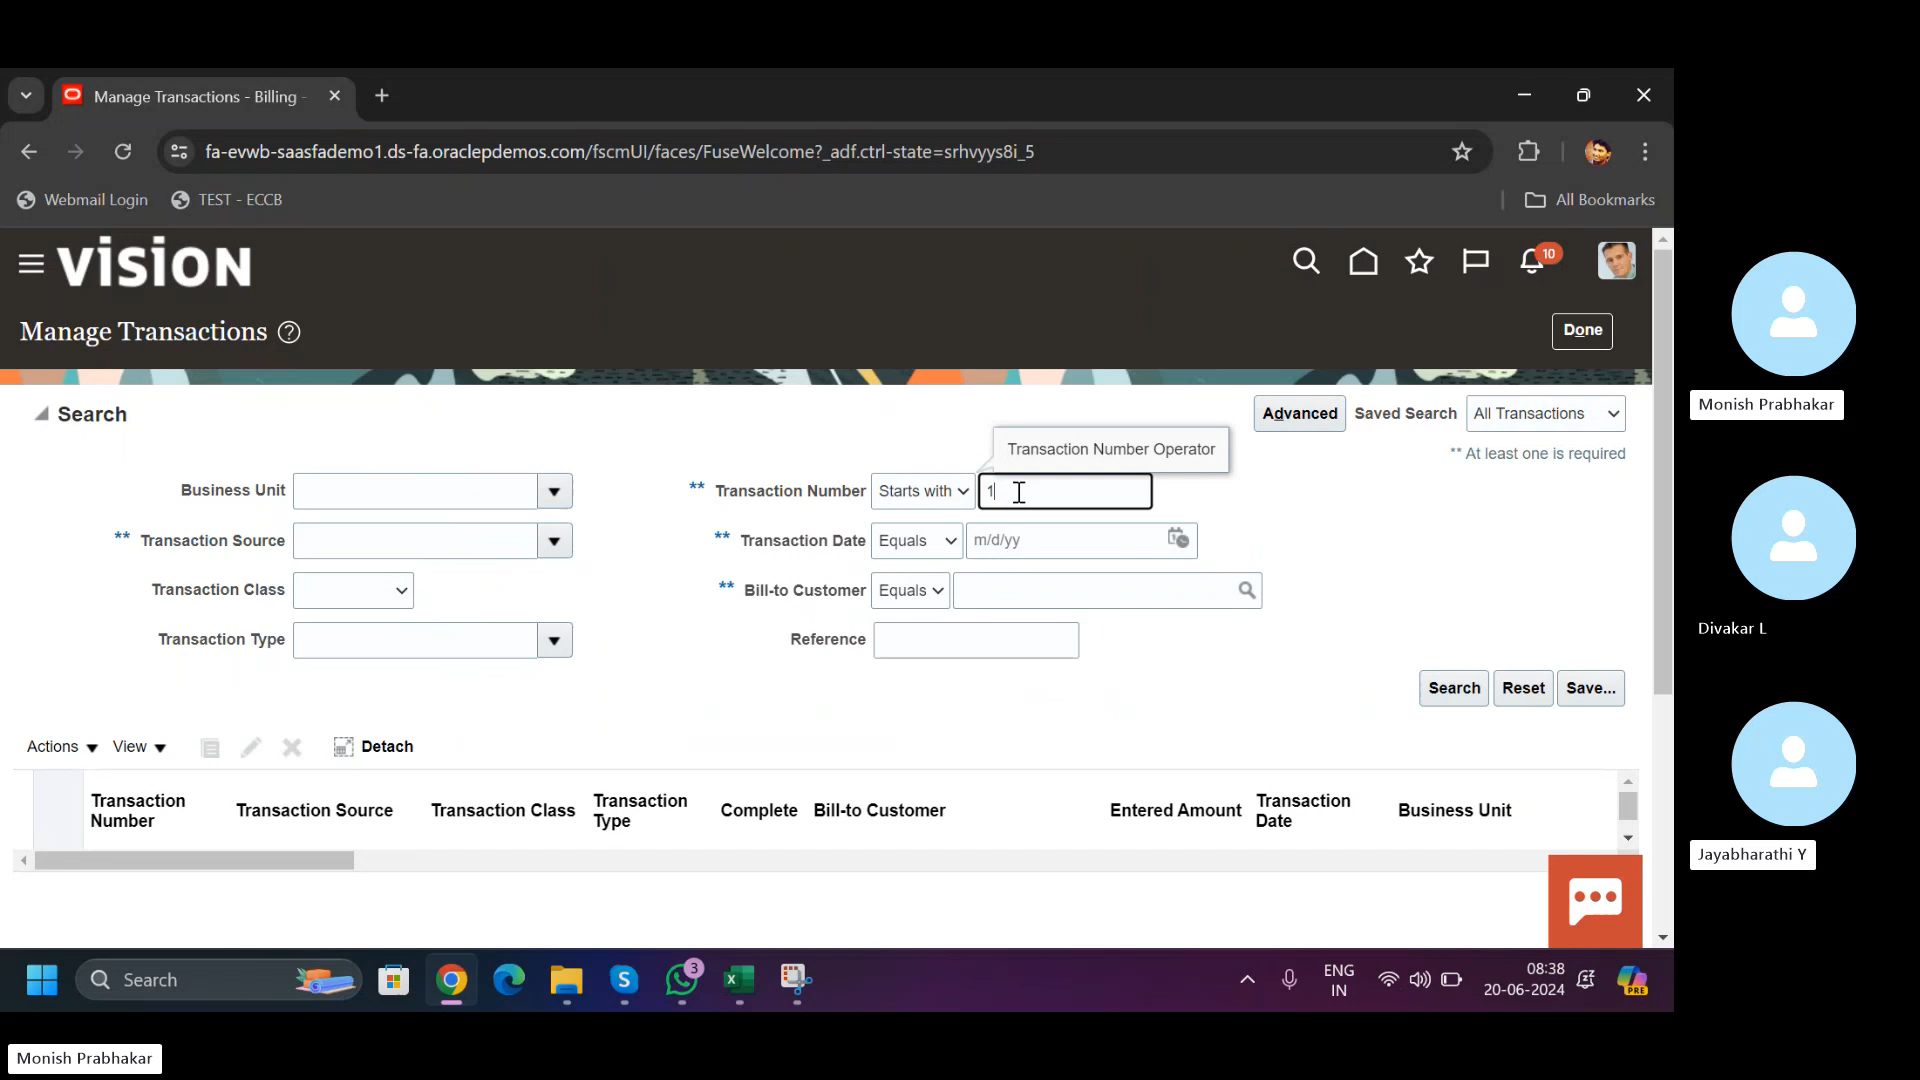 Manage Transactions - Billing -
fa-evwb-saasfademo1.ds-fa.oraclepdemos.com/fscmUI/faces/FuseWelcome?_adf.ctrl-state=srhvyys8i_5
Webmail Login
TEST - ECCB
All Bookmarks
VISION
10
Manage Transactions
Done
Search
Advanced
Saved Search
All Transactions
** At least one is required
Transaction Number Operator
Business Unit
** Transaction Number
Starts with
1
** Transaction Source
** Transaction Date
Equals
m/d/yy
Transaction Class
** Bill-to Customer
Equals
Transaction Type
Reference
Search
Reset
Save...
Actions
View
Detach
Transaction Number
Transaction Source
Transaction Class
Transaction Type
Complete
Bill-to Customer
Entered Amount
Transaction Date
Business Unit
Search
3
ENG
IN
08:38
20-06-2024
PRE
Monish Prabhakar
Divakar L
Jayabharathi Y
Monish Prabhakar